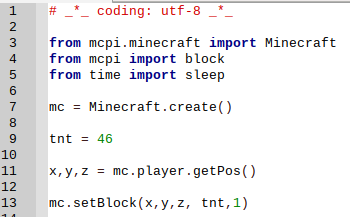 1 # _*_ coding: utf-8 _*_
2
3 from mcpi.minecraft import Minecraft
4 from mcpi import block
5 from time import sleep
6
7 mc = Minecraft.create()
8
9 tnt = 46
10
11 x,y,z = mc.player.getPos()
12
13 mc.setBlock(x,y,z, tnt,1)